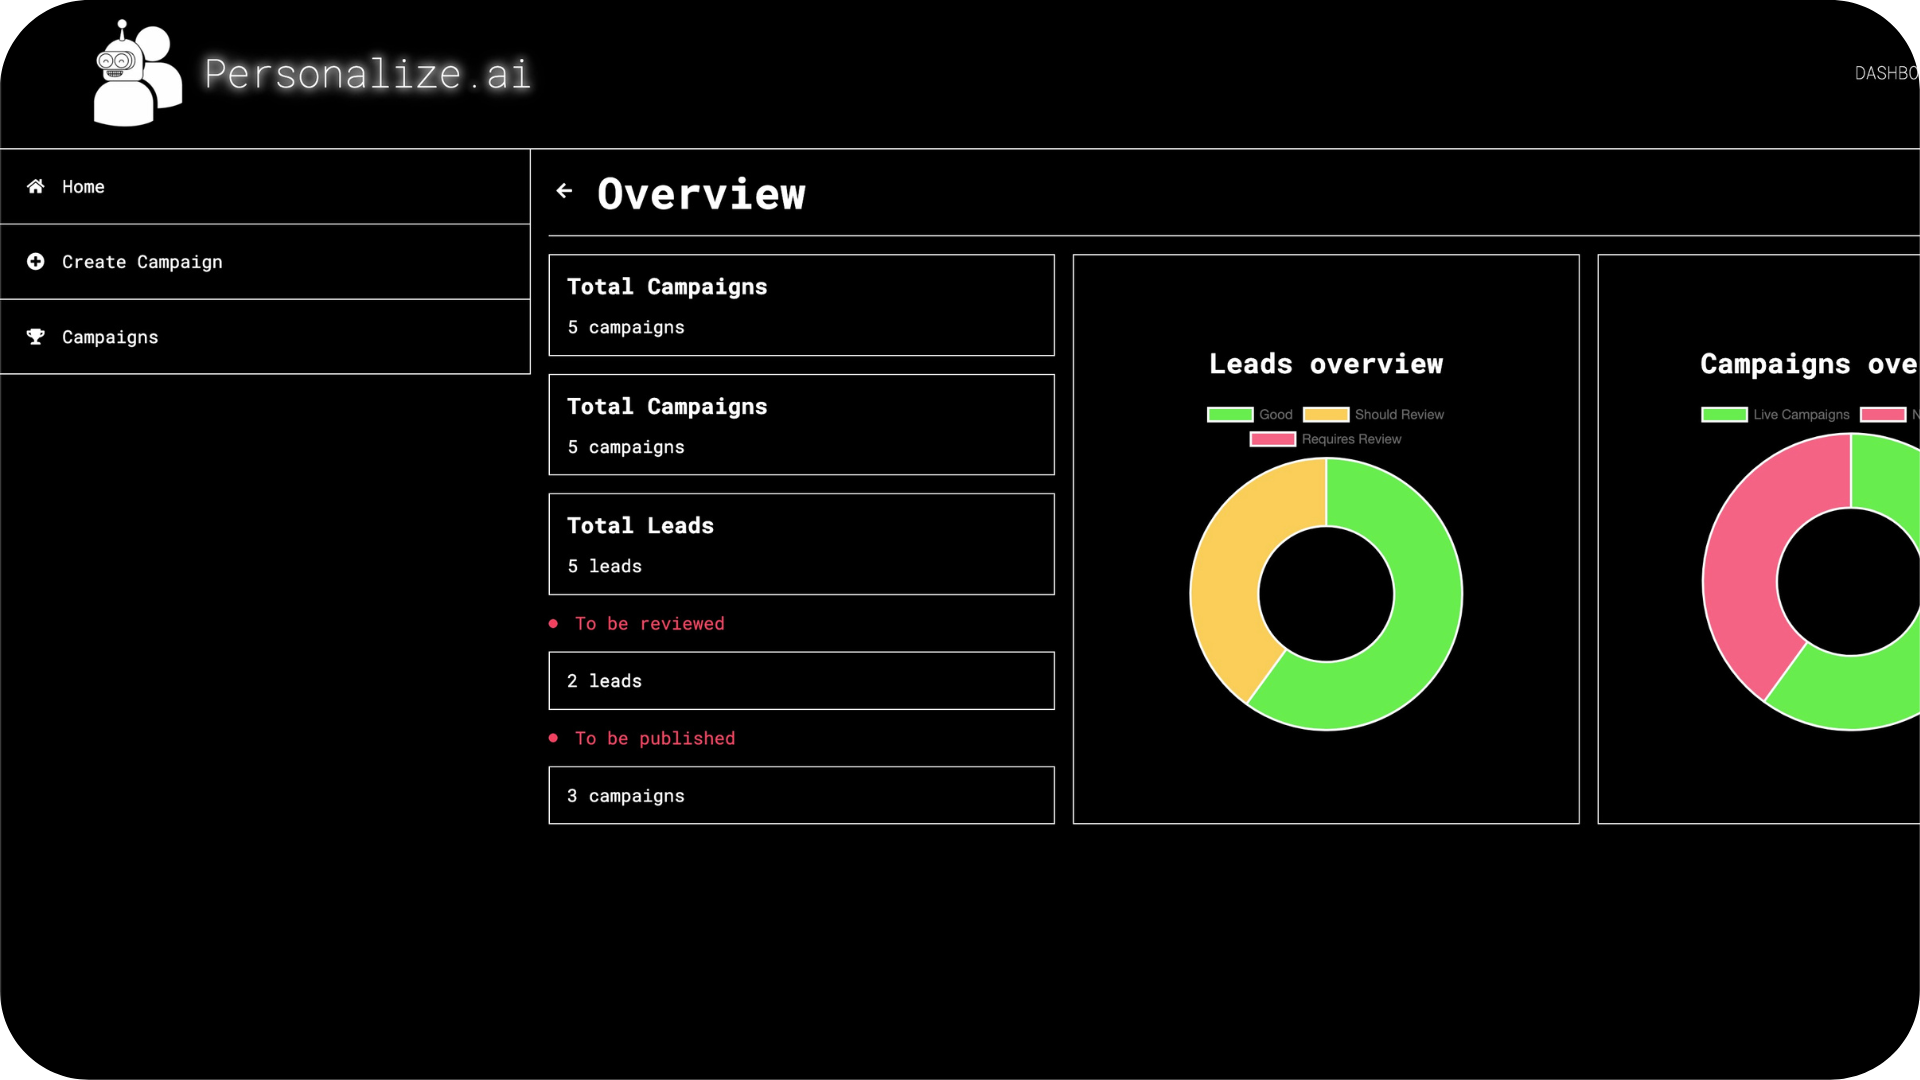 Personalize.ai
DASHBO
Home
Create Campaign
Campaigns
Overview
Total Campaigns
5 campaigns
Total Campaigns
5 campaigns
Total Leads
5 leads
To be reviewed
2 leads
To be published
3 campaigns
Leads overview
Good Should Review
Requires Review
Campaigns ove
Live Campaigns N